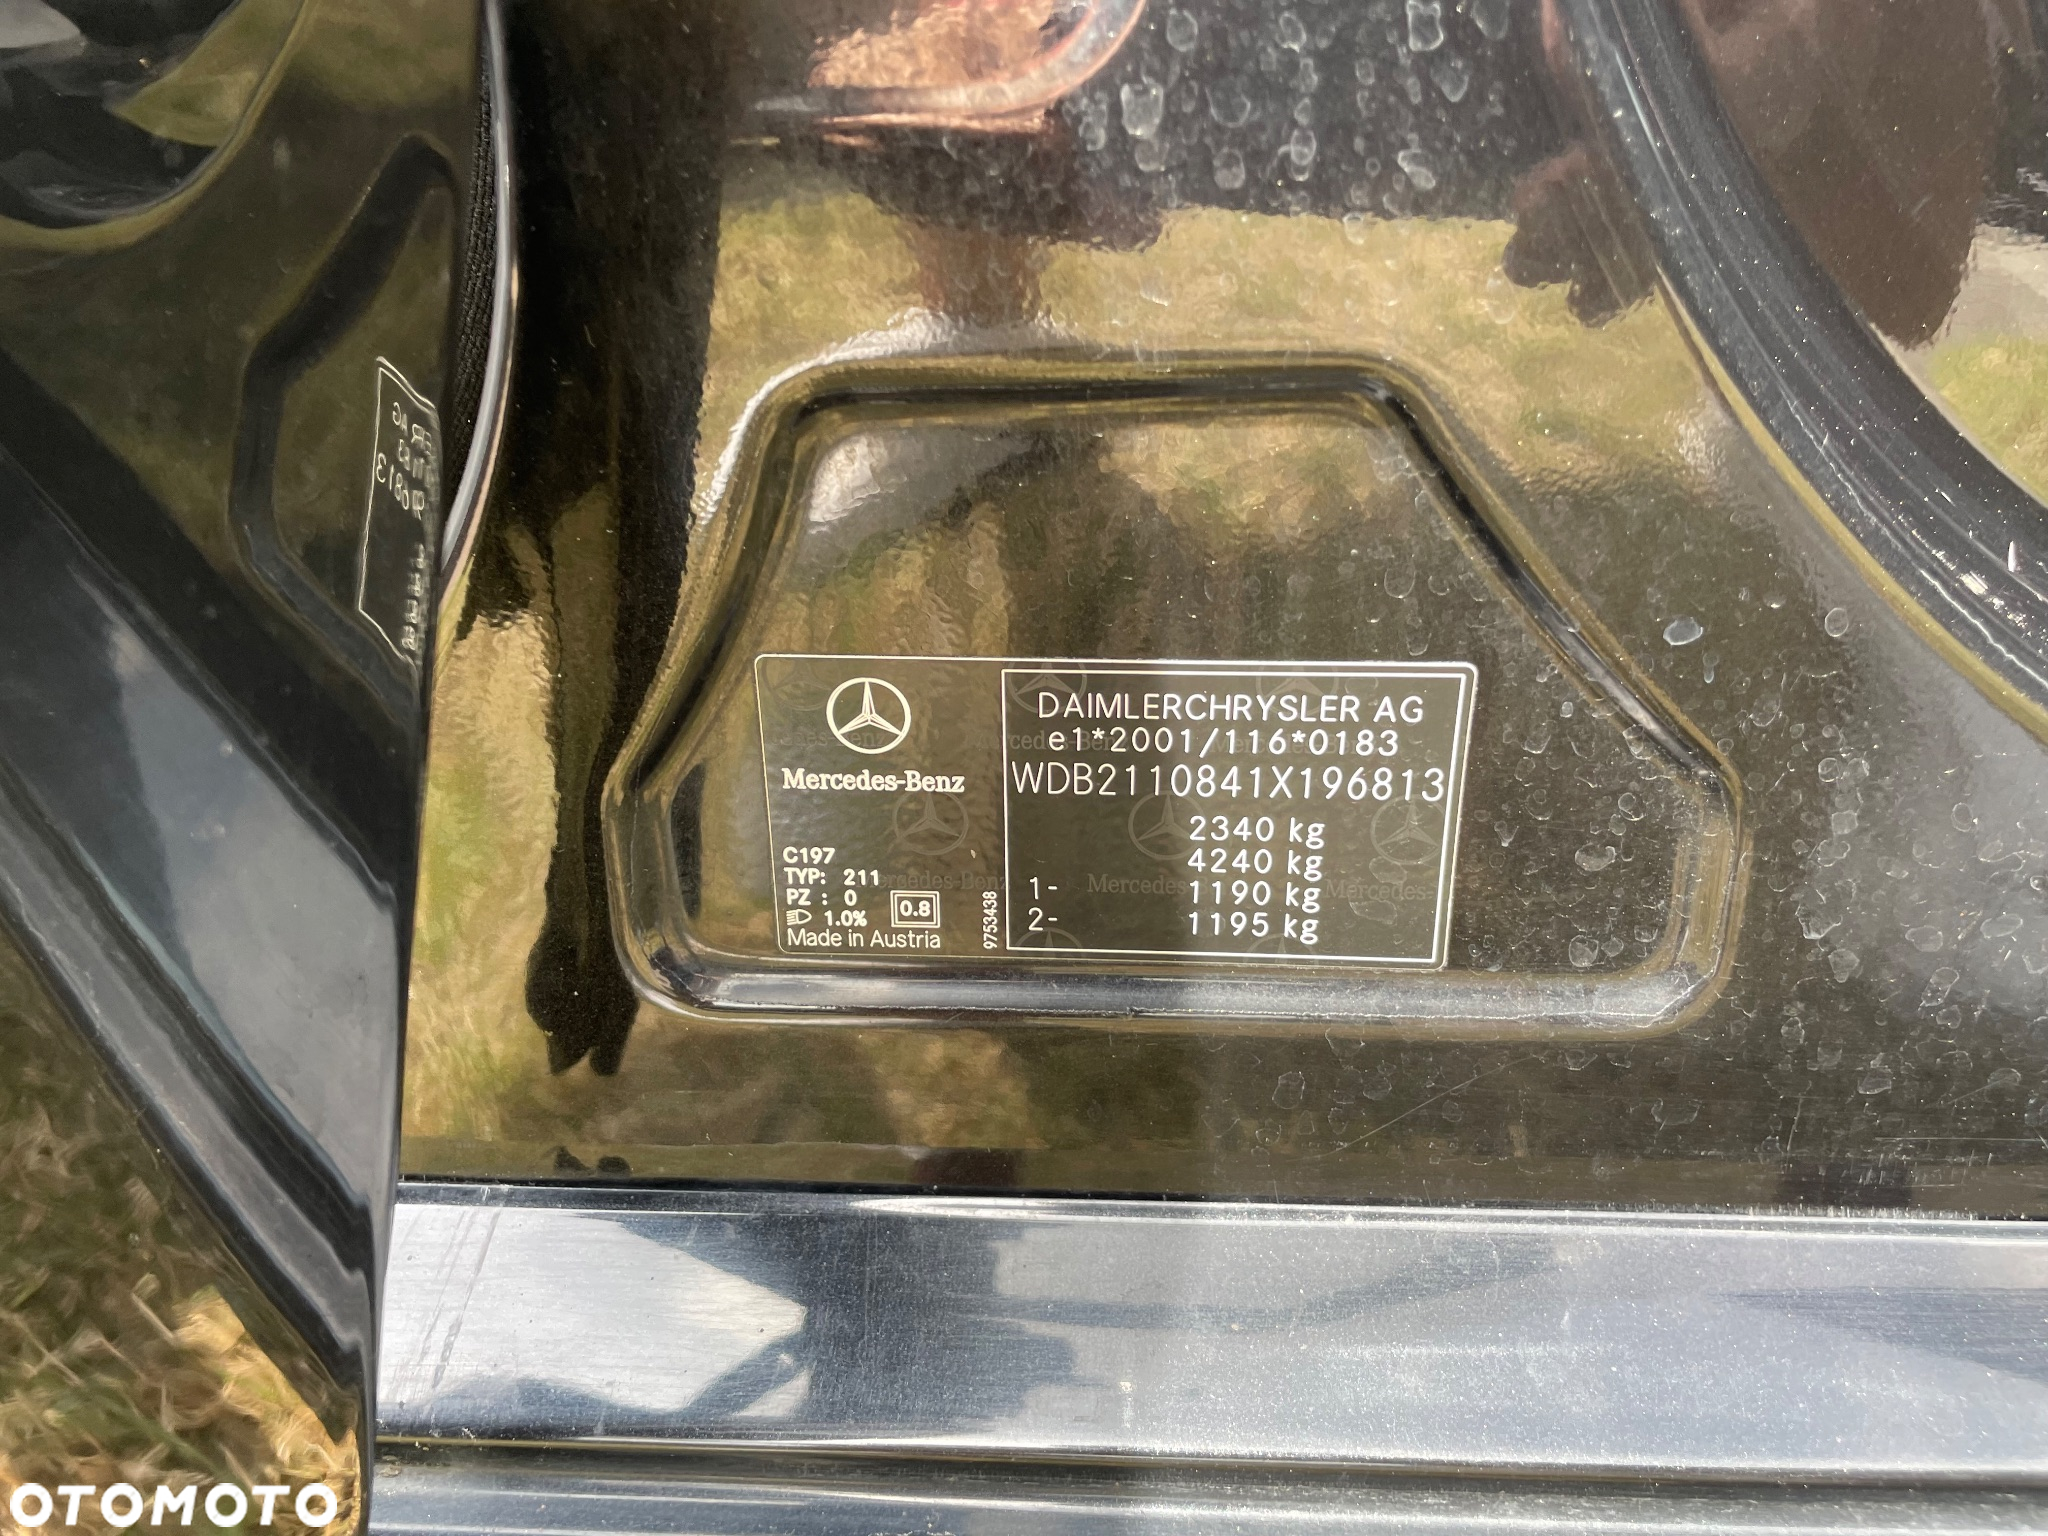 Mercedes-Benz
C197
TYP: 211
PZ : 0
1.0%
0.8
Made in Austria
9753438
DAIMLERCHRYSLER AG
e1*2001/116*0183
WDB2110841X196813
2340 kg
4240 kg
1- 1190 kg
2- 1195 kg
OTOMOTO